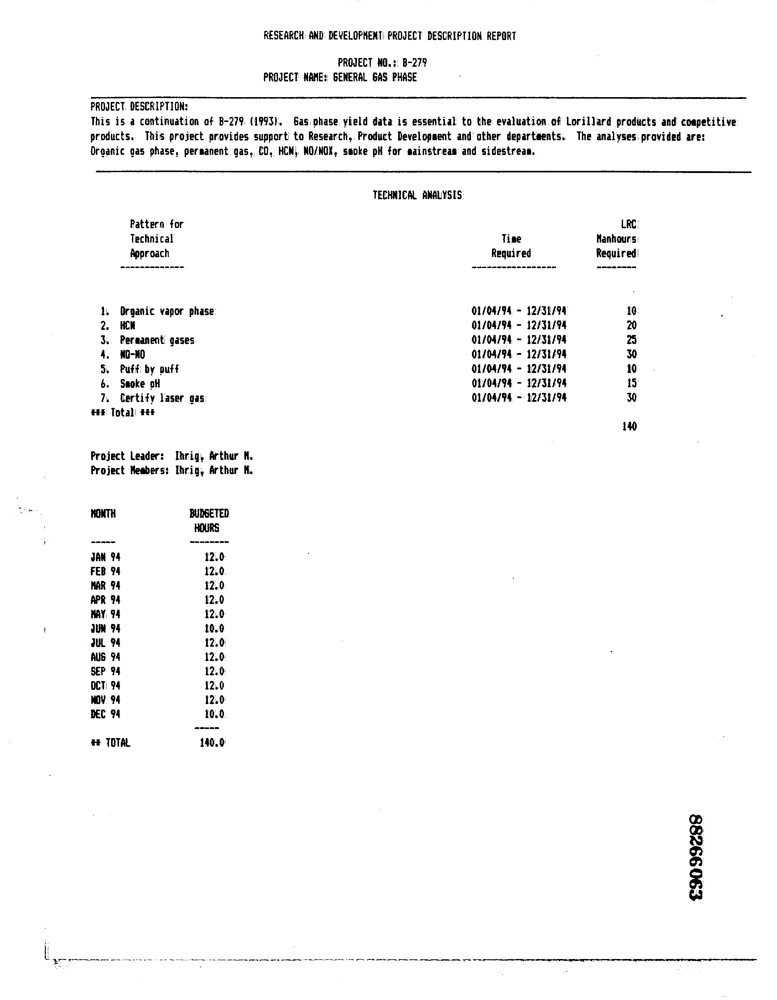 RESEARCH AND DEVELOPMENT PROJECT DESCRIPTION REPORT
PROJECT NO.: B-279
PROJECT NAME: GENERAL GAS PHASE
PROJECT DESCRIPTION:
This is a continuation of B-279 (1993). Gas phase yield data is essential to the evaluation of Lorillard products and competitive
products. This project provides support to Research, Product Development and other departments. The analyses provided are:
Organic gas phase, permanent gas, CO, HCN, NO/NOX, smoke pH for mainstream and sidestream.
TECHNICAL ANALYSIS
Pattern for LRC
Technical Time Manhours
Approach Required Required
------------- ----------------- --------
1. Organic vapor phase 01/04/94 - 12/31/94 10
2. HCN 01/04/94 - 12/31/94 20
3. Permanent gases 01/04/94 - 12/31/94 25
4. NO-NO 01/04/94 - 12/31/94 30
5. Puff by puff 01/04/94 - 12/31/94 10
6. Smoke pH 01/04/94 - 12/31/94 15
7. Certify laser gas 01/04/94 - 12/31/94 30
*** Total ***
140
Project Leader: Ihrig, Arthur M.
Project Members: Ihrig, Arthur M.
MONTH BUDGETED
HOURS
----- --------
JAN 94 12.0
FEB 94 12.0
MAR 94 12.0
APR 94 12.0
MAY 94 12.0
JUN 94 10.0
JUL 94 12.0
AUG 94 12.0
SEP 94 12.0
OCT 94 12.0
NOV 94 12.0
DEC 94 10.0
-----
** TOTAL 140.0
88266063